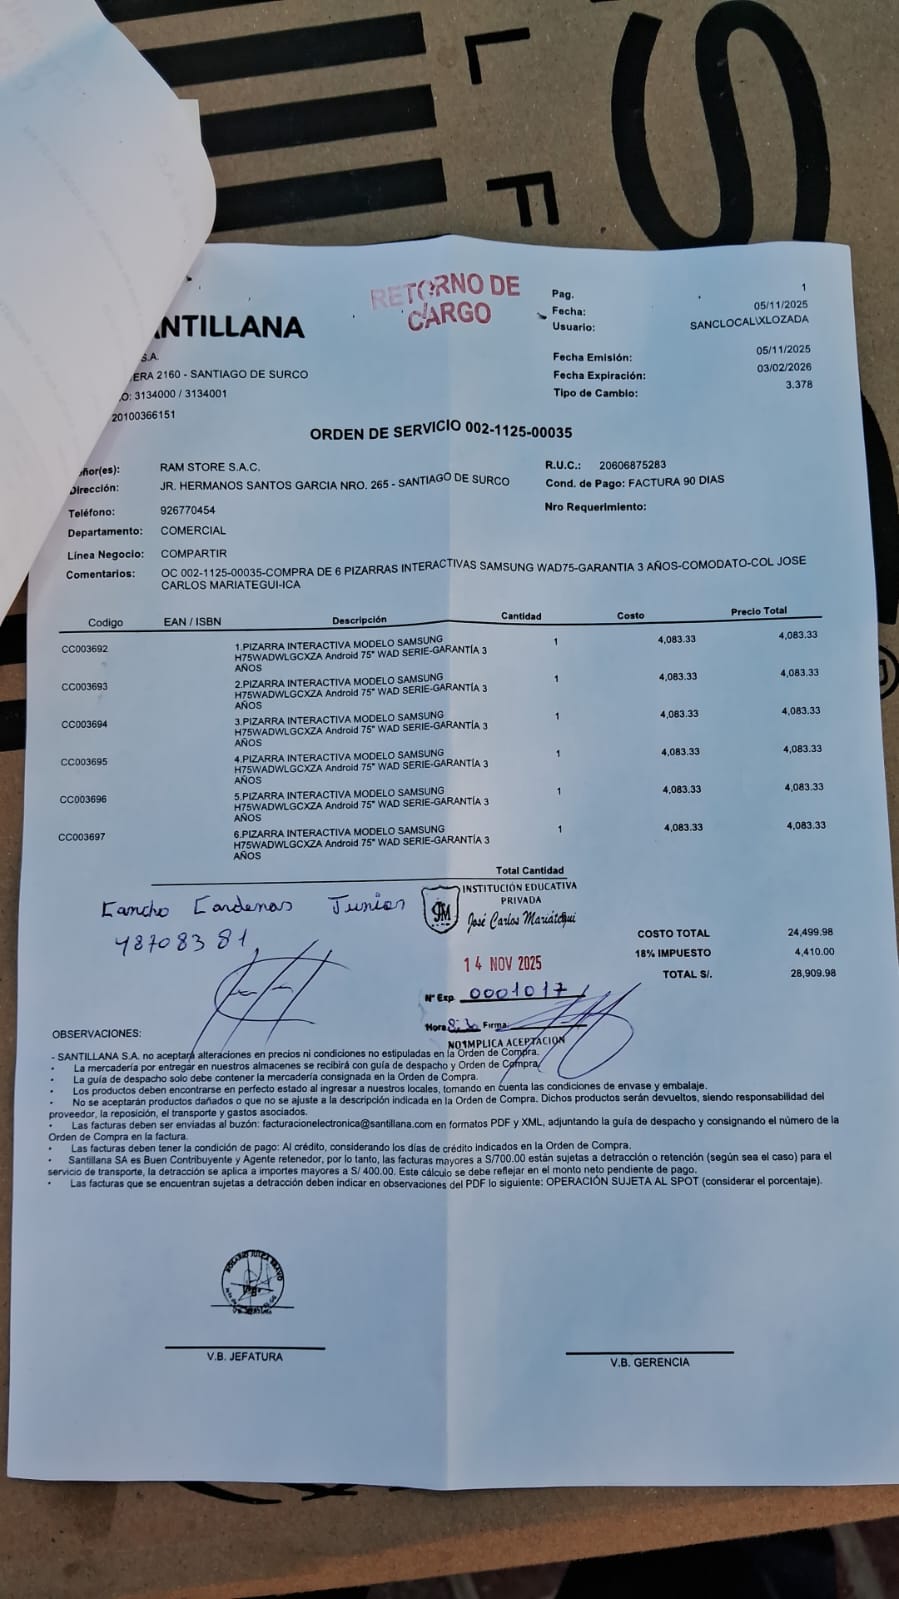 RETORNO DE
CARGO
ANTILLANA
S.A.
ERA 2160 - SANTIAGO DE SURCO
O: 3134000 / 3134001
20100366151
Pag. 1
Fecha: 05/11/2025
Usuario: SANCLOCAL\XLOZADA
Fecha Emisión: 05/11/2025
Fecha Expiración: 03/02/2026
Tipo de Cambio: 3.378
ORDEN DE SERVICIO 002-1125-00035
ñor(es): RAM STORE S.A.C.
Dirección: JR. HERMANOS SANTOS GARCIA NRO. 265 - SANTIAGO DE SURCO
Teléfono: 926770454
Departamento: COMERCIAL
Línea Negocio: COMPARTIR
R.U.C.: 20606875283
Cond. de Pago: FACTURA 90 DIAS
Nro Requerimiento:
Comentarios: OC 002-1125-00035-COMPRA DE 6 PIZARRAS INTERACTIVAS SAMSUNG WAD75-GARANTIA 3 AÑOS-COMODATO-COL JOSE
CARLOS MARIATEGUI-ICA
Codigo EAN / ISBN Descripción Cantidad Costo Precio Total
CC003692 1.PIZARRA INTERACTIVA MODELO SAMSUNG 1 4,083.33 4,083.33
H75WADWLGCXZA Android 75" WAD SERIE-GARANTÍA 3
AÑOS
CC003693 2.PIZARRA INTERACTIVA MODELO SAMSUNG 1 4,083.33 4,083.33
H75WADWLGCXZA Android 75" WAD SERIE-GARANTÍA 3
AÑOS
CC003694 3.PIZARRA INTERACTIVA MODELO SAMSUNG 1 4,083.33 4,083.33
H75WADWLGCXZA Android 75" WAD SERIE-GARANTÍA 3
AÑOS
CC003695 4.PIZARRA INTERACTIVA MODELO SAMSUNG 1 4,083.33 4,083.33
H75WADWLGCXZA Android 75" WAD SERIE-GARANTÍA 3
AÑOS
CC003696 5.PIZARRA INTERACTIVA MODELO SAMSUNG 1 4,083.33 4,083.33
H75WADWLGCXZA Android 75" WAD SERIE-GARANTÍA 3
AÑOS
CC003697 6.PIZARRA INTERACTIVA MODELO SAMSUNG 1 4,083.33 4,083.33
H75WADWLGCXZA Android 75" WAD SERIE-GARANTÍA 3
AÑOS
Total Cantidad
Cancho Cardenas Junior
48708381
INSTITUCIÓN EDUCATIVA
PRIVADA
José Carlos Mariátegui
14 NOV 2025
N° Exp. 0001017
Hora Firma
NO IMPLICA ACEPTACIÓN
COSTO TOTAL 24,499.98
18% IMPUESTO 4,410.00
TOTAL S/. 28,909.98
OBSERVACIONES:
- SANTILLANA S.A. no aceptará alteraciones en precios ni condiciones no estipuladas en la Orden de Compra.
• La mercadería por entregar en nuestros almacenes se recibirá con guía de despacho y Orden de Compra.
• La guía de despacho solo debe contener la mercadería consignada en la Orden de Compra.
• Los productos deben encontrarse en perfecto estado al ingresar a nuestros locales, tomando en cuenta las condiciones de envase y embalaje.
• No se aceptarán productos dañados o que no se ajuste a la descripción indicada en la Orden de Compra. Dichos productos serán devueltos, siendo responsabilidad del
proveedor, la reposición, el transporte y gastos asociados.
• Las facturas deben ser enviadas al buzón: facturacionelectronica@santillana.com en formatos PDF y XML, adjuntando la guía de despacho y consignando el número de la
Orden de Compra en la factura.
• Las facturas deben tener la condición de pago: Al crédito, considerando los días de crédito indicados en la Orden de Compra.
• Santillana SA es Buen Contribuyente y Agente retenedor, por lo tanto, las facturas mayores a S/700.00 están sujetas a detracción o retención (según sea el caso) para el
servicio de transporte, la detracción se aplica a importes mayores a S/ 400.00. Este cálculo se debe reflejar en el monto neto pendiente de pago.
• Las facturas que se encuentran sujetas a detracción deben indicar en observaciones del PDF lo siguiente: OPERACIÓN SUJETA AL SPOT (considerar el porcentaje).
V.B. JEFATURA
V.B. GERENCIA